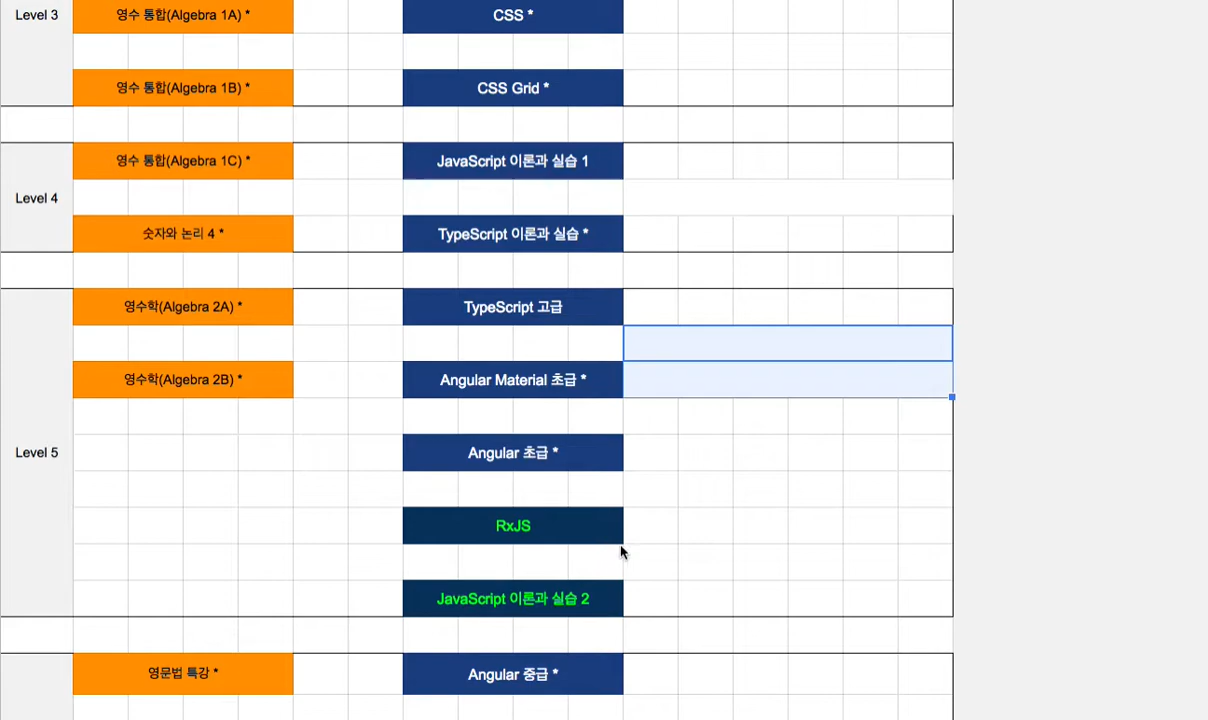 Level 3
영수 통합(Algebra 1A) *
CSS *
영수 통합(Algebra 1B) *
CSS Grid *
영수 통합(Algebra 1C) *
JavaScript 이론과 실습 1
Level 4
숫자와 논리 4 *
TypeScript 이론과 실습 *
영수학(Algebra 2A) *
TypeScript 고급
영수학(Algebra 2B) *
Angular Material 초급 *
Level 5
Angular 초급 *
RxJS
JavaScript 이론과 실습 2
영문법 특강 *
Angular 중급 *